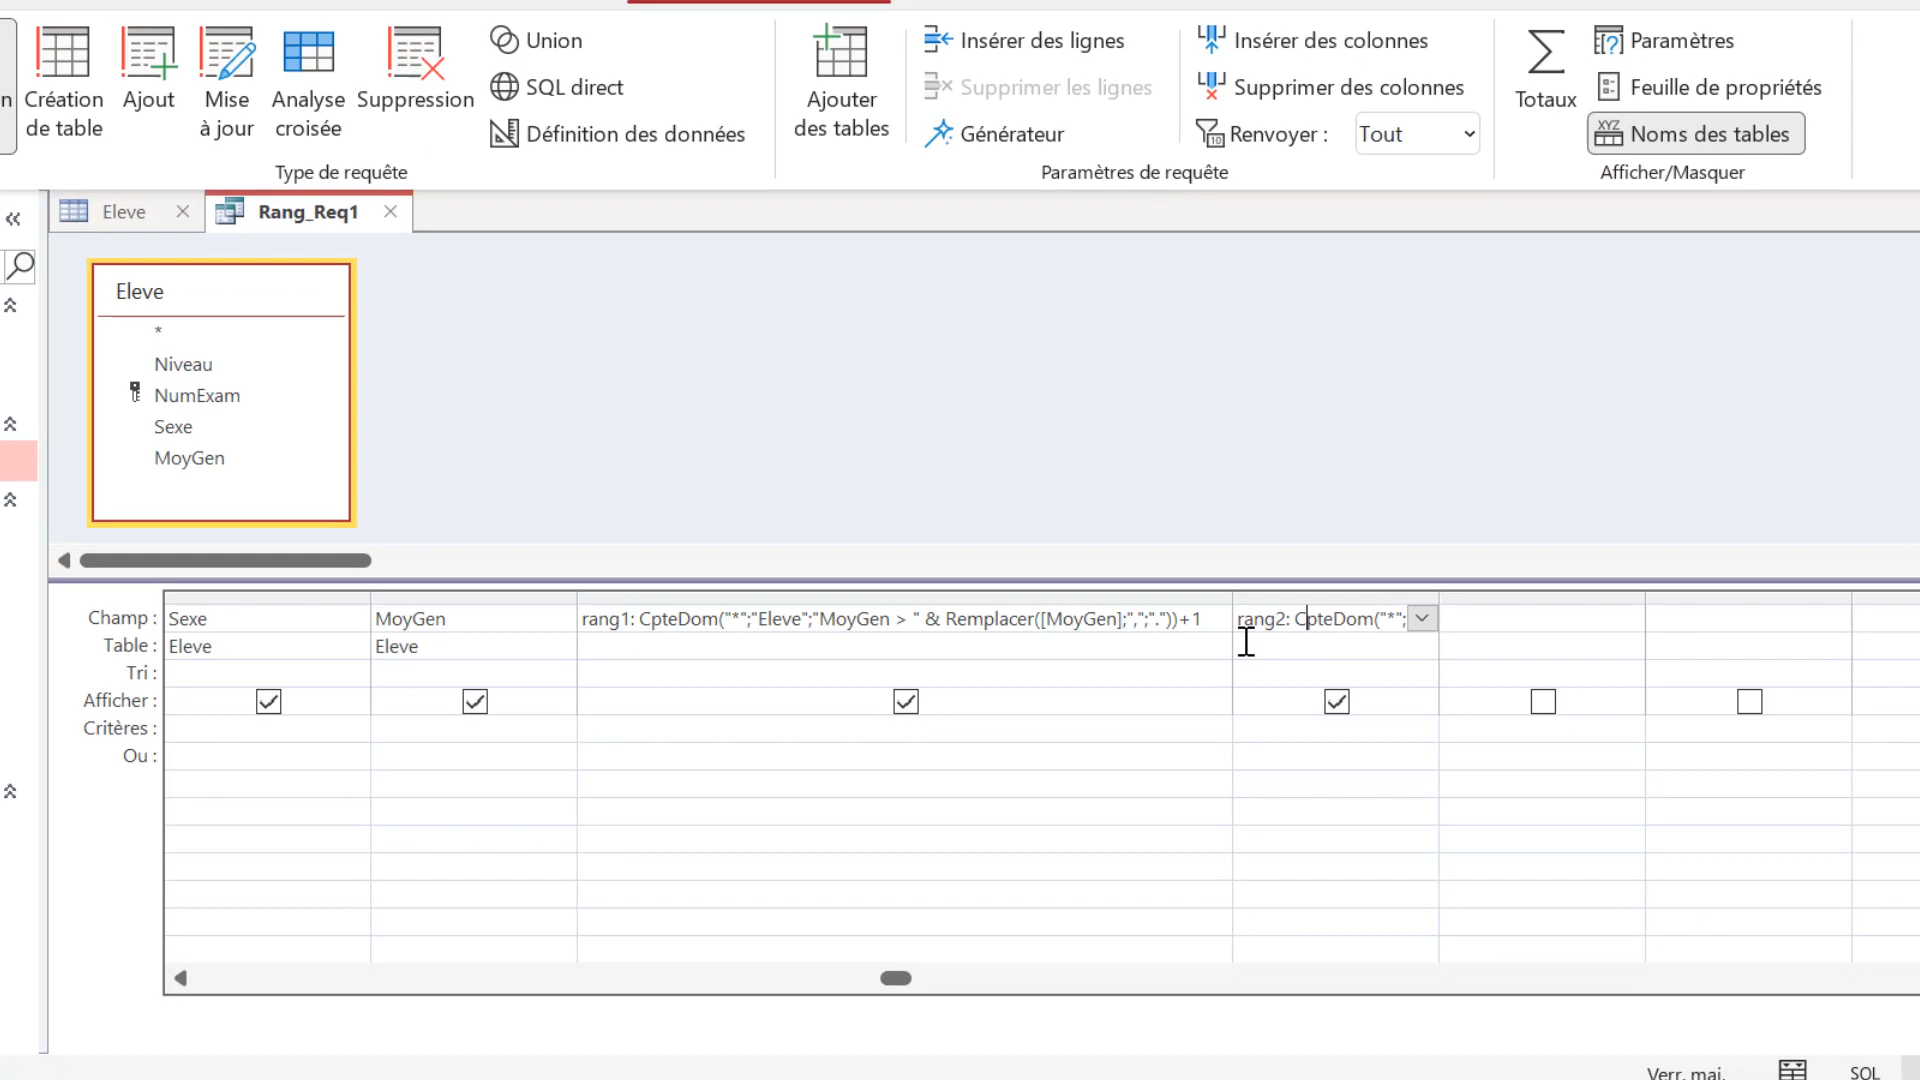 n
Création
de table
Ajout
Mise
à jour
Analyse
croisée
Suppression
Union
SQL direct
Définition des données
Type de requête
Ajouter
des tables
Insérer des lignes
Supprimer les lignes
Générateur
Insérer des colonnes
Supprimer des colonnes
Renvoyer :
Tout
Paramètres de requête
Totaux
Paramètres
Feuille de propriétés
XYZ
Noms des tables
Afficher/Masquer
Eleve
Rang_Req1
Eleve
*
Niveau
NumExam
Sexe
MoyGen
Champ : Sexe MoyGen rang1: CpteDom("*";"Eleve";"MoyGen > " & Remplacer([MoyGen];",";"."))+1 rang2: CpteDom("*";
Table : Eleve Eleve
Tri :
Afficher :
Critères :
Ou :
Verr. maj.
SQL